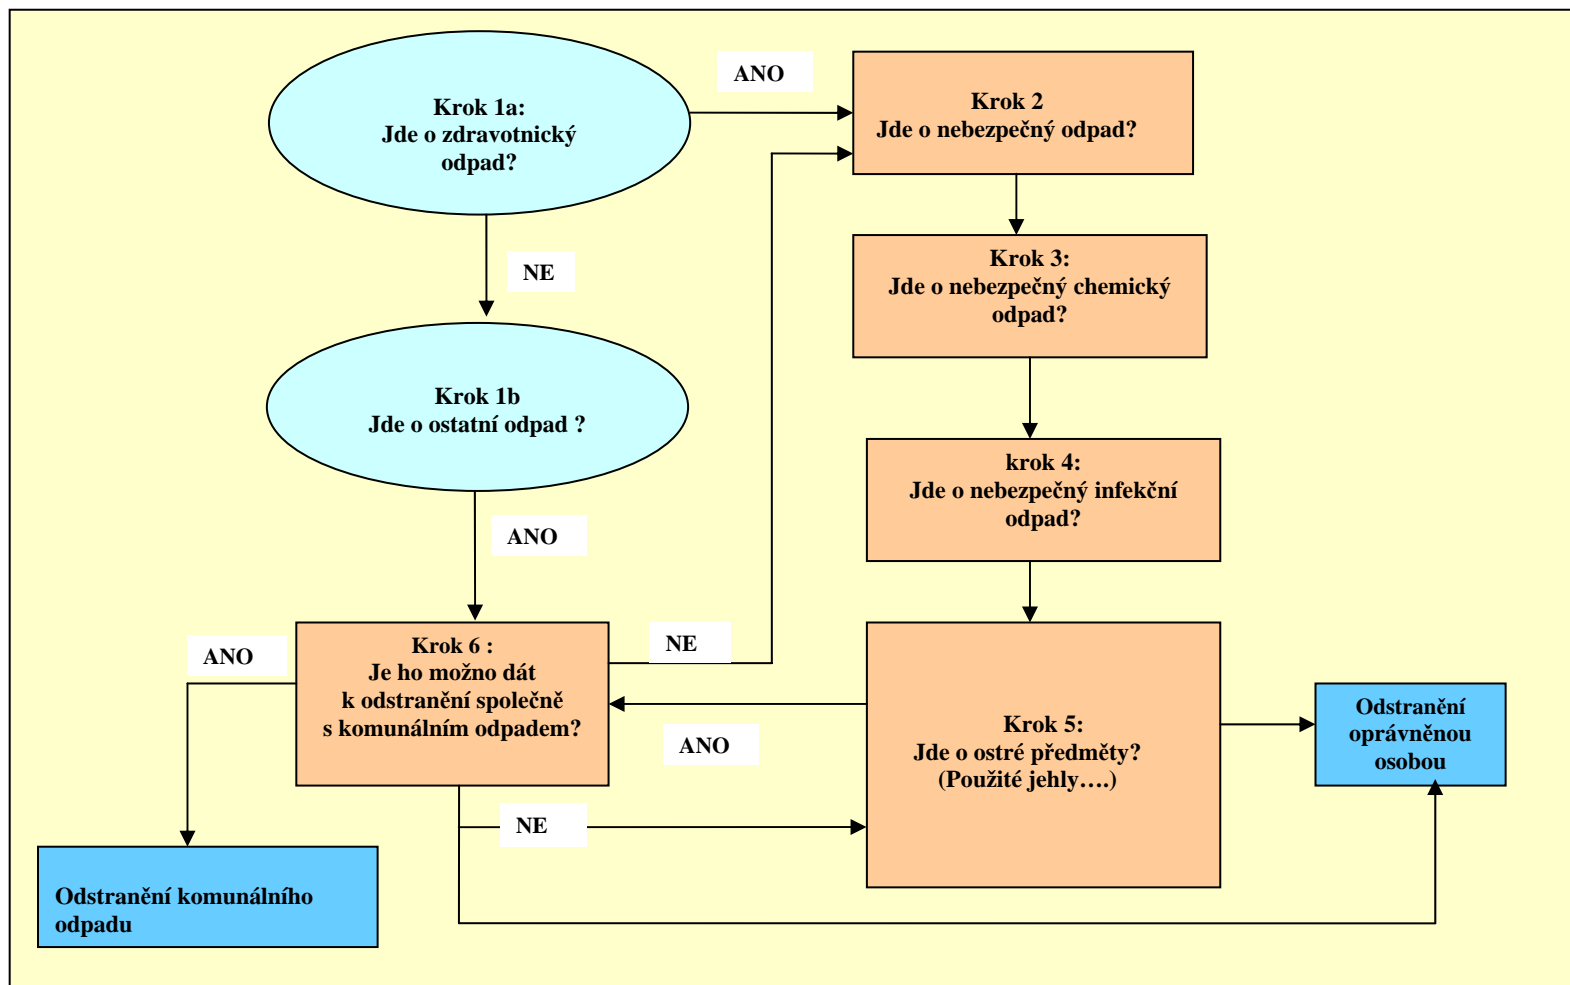 Krok 1a:
Jde o zdravotnický
odpad?
ANO
Krok 2
Jde o nebezpečný odpad?
NE
Krok 3:
Jde o nebezpečný chemický
odpad?
Krok 1b
Jde o ostatní odpad ?
krok 4:
Jde o nebezpečný infekční
odpad?
ANO
ANO
Krok 6 :
Je ho možno dát
k odstranění společně
s komunálním odpadem?
NE
ANO
Krok 5:
Jde o ostré předměty?
(Použité jehly….)
Odstranění
oprávněnou
osobou
NE
Odstranění komunálního
odpadu